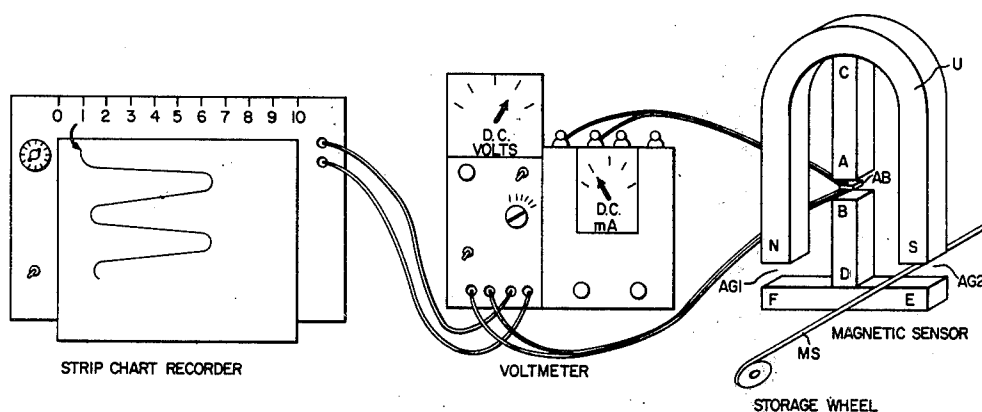 0 1 2 3 4 5 6 7 8 9 10
D.C.
VOLTS
D.C.
mA
C
U
A
AB
B
N
S
D
AG1
AG2
F
E
MAGNETIC SENSOR
MS
STRIP CHART RECORDER
VOLTMETER
STORAGE WHEEL